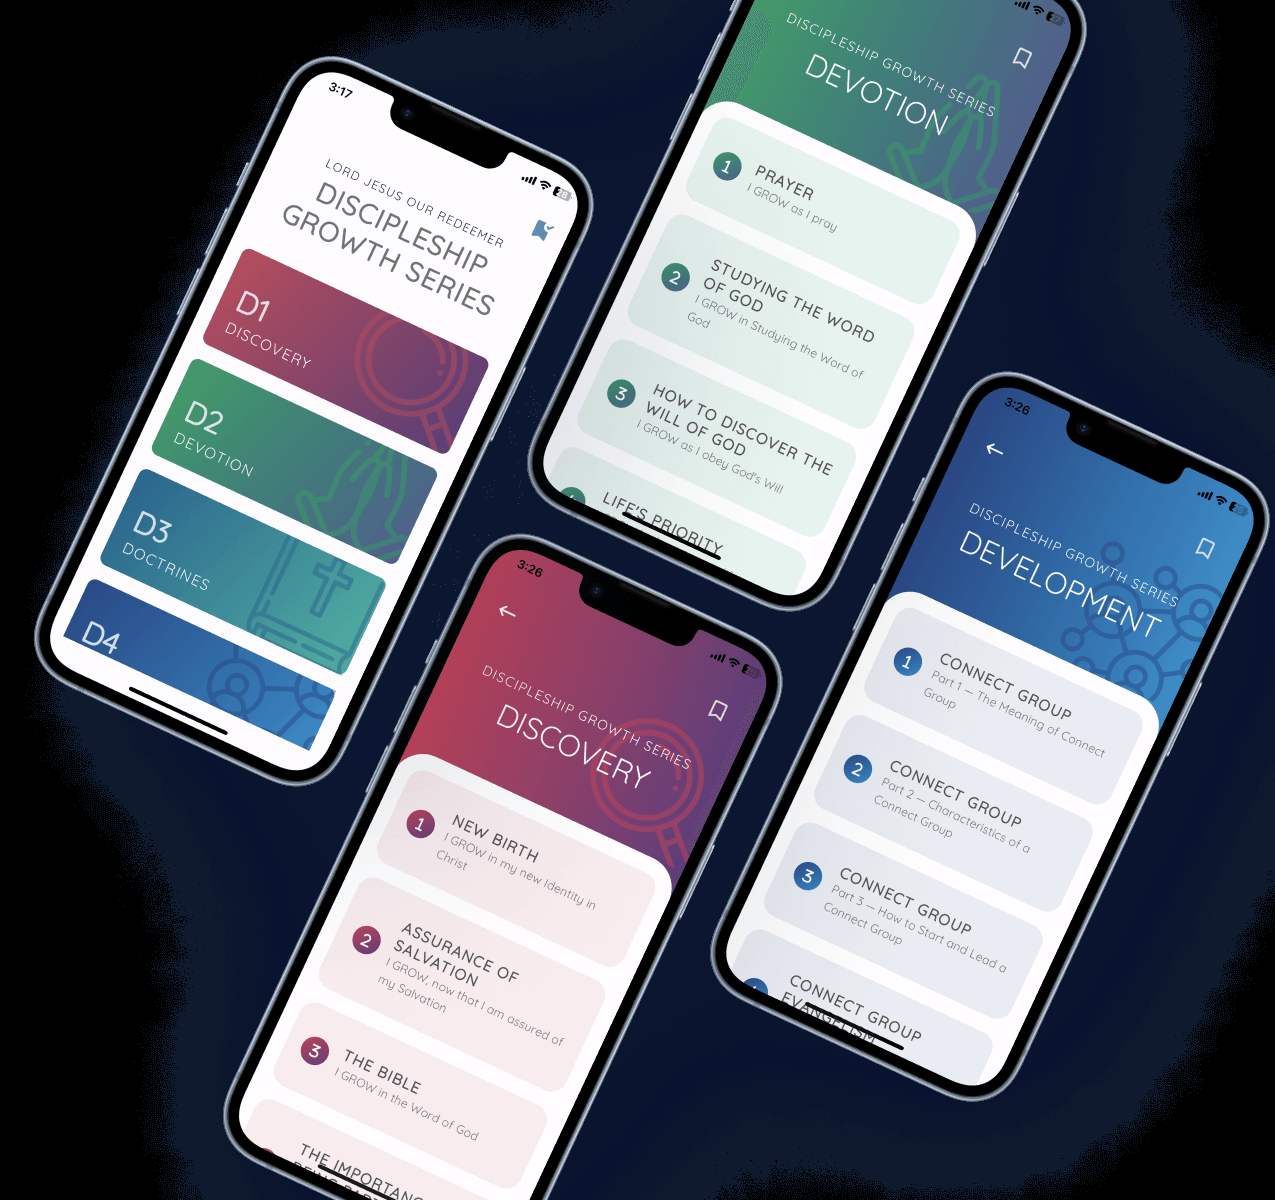 3:17
LORD JESUS OUR REDEEMER
DISCIPLESHIP
GROWTH SERIES
D1
DISCOVERY
D2
DEVOTION
D3
DOCTRINES
D4
DISCIPLESHIP GROWTH SERIES
DEVOTION
1
PRAYER
I GROW as I pray
2
STUDYING THE WORD
OF GOD
I GROW in Studying the Word of
God
3
HOW TO DISCOVER THE
WILL OF GOD
I GROW as I obey God's Will
LIFE'S PRIORITY
3:26
DISCIPLESHIP GROWTH SERIES
DISCOVERY
1
NEW BIRTH
I GROW in my new Identity in
Christ
2
ASSURANCE OF
SALVATION
I GROW, now that I am assured of
my Salvation
3
THE BIBLE
I GROW in the Word of God
THE
3:26
DISCIPLESHIP GROWTH SERIES
DEVELOPMENT
1
CONNECT GROUP
Part 1 — The Meaning of Connect
Group
2
CONNECT GROUP
Part 2 — Characteristics of a
Connect Group
3
CONNECT GROUP
Part 3 — How to Start and Lead a
Connect Group
CONNECT GROUP
EVANGELISM